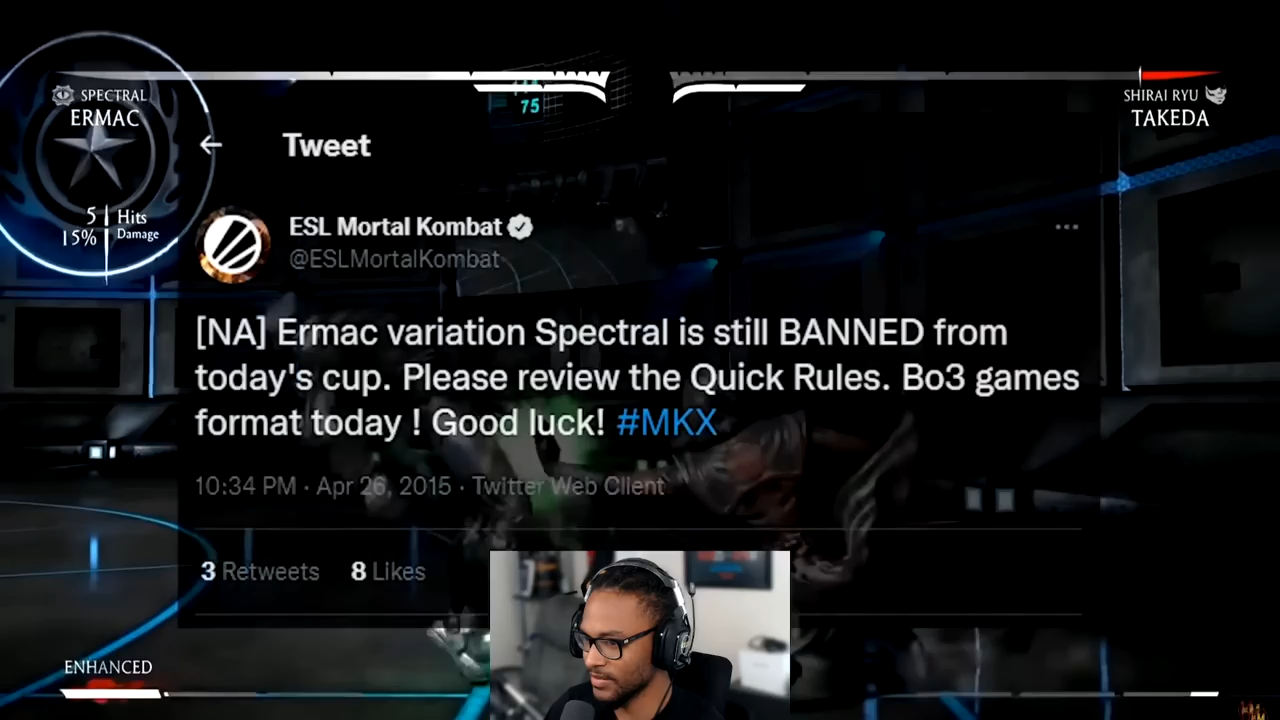 SPECTRAL
ERMAC
SHIRAI RYU
TAKEDA
75
Tweet
5 Hits
15% Damage
ESL Mortal Kombat
@ESLMortalKombat
[NA] Ermac variation Spectral is still BANNED from
today's cup. Please review the Quick Rules. Bo3 games
format today ! Good luck! #MKX
10:34 PM · Apr 26, 2015 · Twitter Web Client
3 Retweets 8 Likes
ENHANCED